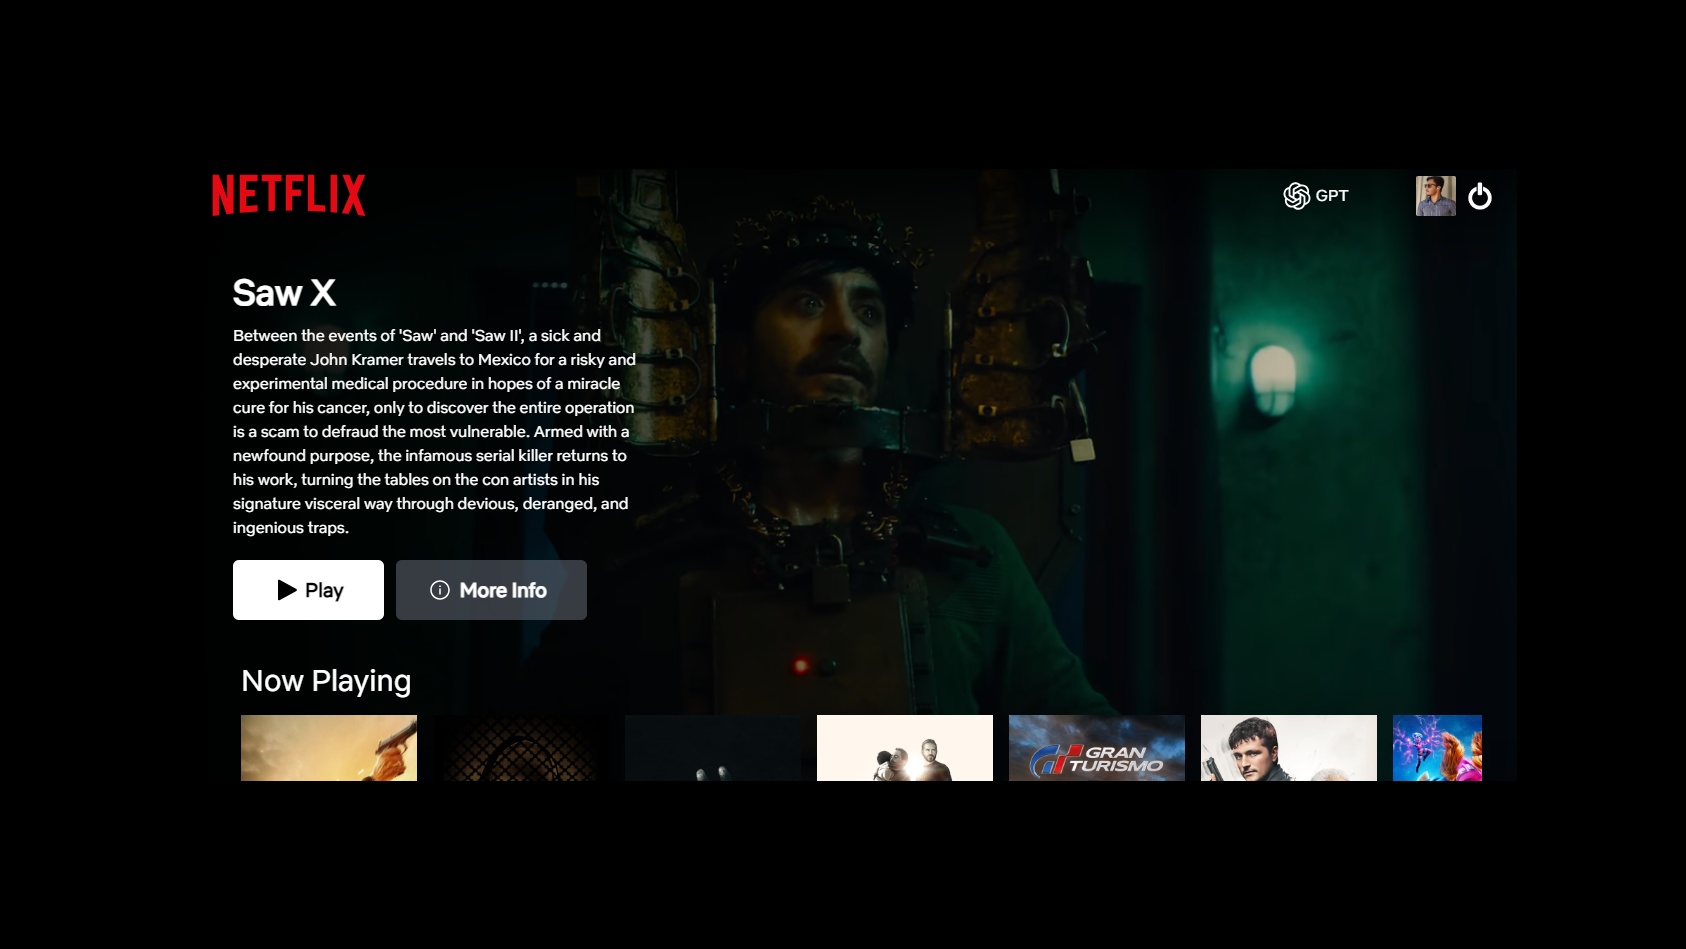 NETFLIX
GPT
Saw X
Between the events of 'Saw' and 'Saw II', a sick and
desperate John Kramer travels to Mexico for a risky and
experimental medical procedure in hopes of a miracle
cure for his cancer, only to discover the entire operation
is a scam to defraud the most vulnerable. Armed with a
newfound purpose, the infamous serial killer returns to
his work, turning the tables on the con artists in his
signature visceral way through devious, deranged, and
ingenious traps.
Play
More Info
Now Playing
GRAN
TURISMO